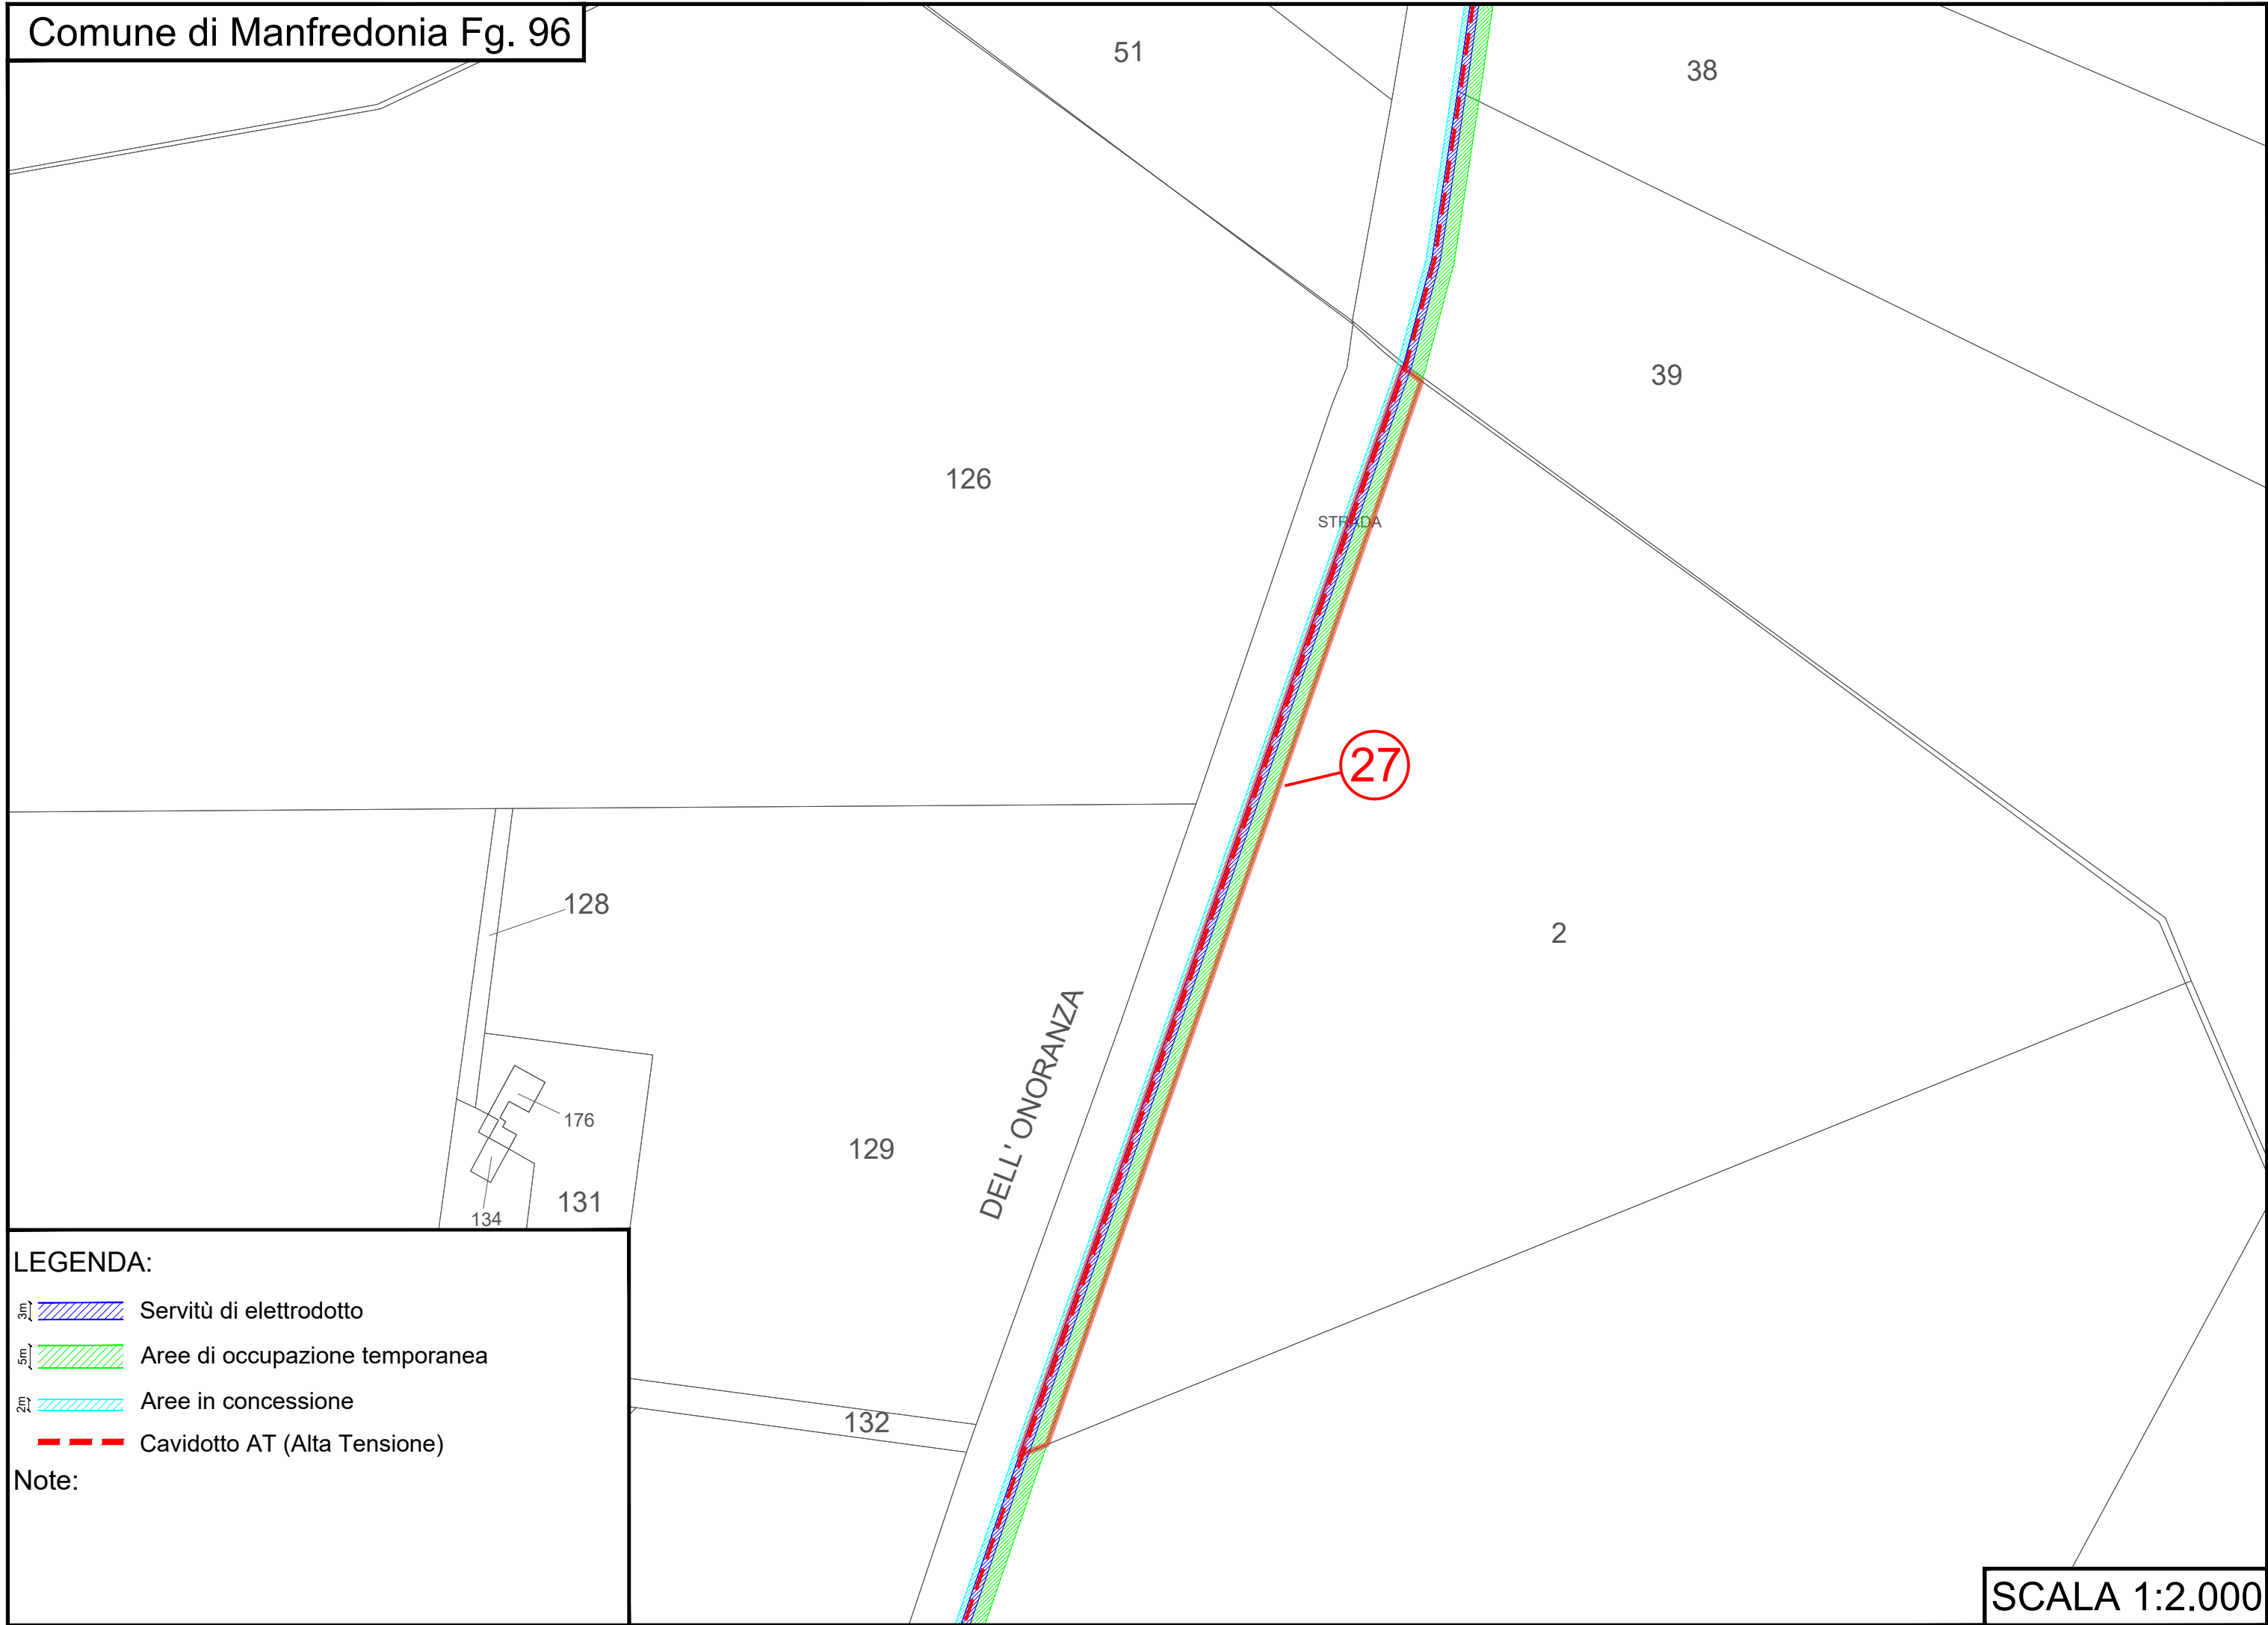 Comune di Manfredonia Fg. 96
51
38
39
126
STRADA
27
128
2
176
129
DELL' ONORANZA
131
134
132
LEGENDA:
3m Servitù di elettrodotto
5m Aree di occupazione temporanea
2m Aree in concessione
Cavidotto AT (Alta Tensione)
Note:
SCALA 1:2.000